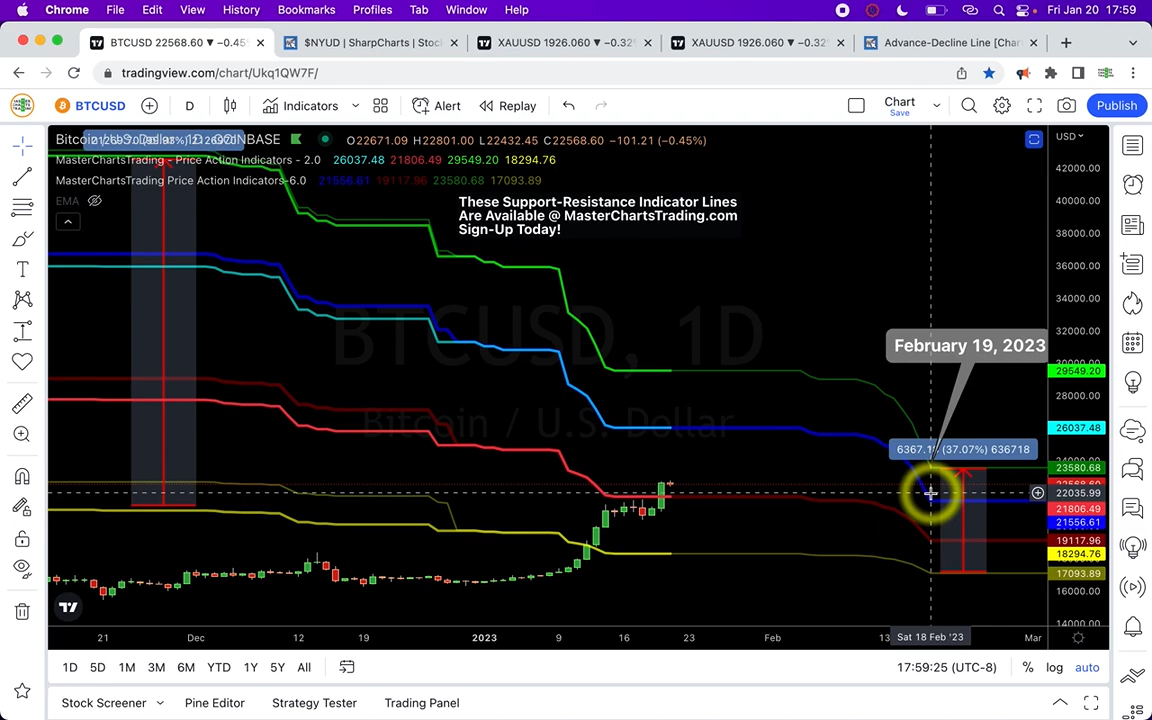 Chrome File Edit View History Bookmarks Profiles Tab Window Help Fri Jan 20 17:59
BTCUSD 22568.60 ▼ −0.45%
$NYUD | SharpCharts | Stoc
XAUUSD 1926.060 ▼ −0.32%
XAUUSD 1926.060 ▼ −0.32%
Advance-Decline Line [Char
tradingview.com/chart/Ukq1QW7F/
BTCUSD D Indicators Alert Replay Chart Save Publish
Bitcoin / U.S. Dollar · 1D · COINBASE O22671.09 H22801.00 L22432.45 C22568.60 −101.21 (−0.45%)
MasterChartsTrading - Price Action Indicators - 2.0 26037.48 21806.49 29549.20 18294.76
MasterChartsTrading Price Action Indicators-6.0 21556.61 19117.96 23580.68 17093.89
EMA
These Support-Resistance Indicator Lines
Are Available @ MasterChartsTrading.com
Sign-Up Today!
BTCUSD, 1D
Bitcoin / U.S. Dollar
February 19, 2023
(37.07%) 636718
USD
42000.00
40000.00
38000.00
36000.00
34000.00
32000.00
30000.00
29549.20
28000.00
26037.48
24000.00
23580.68
22568.60
22035.99
21806.49
21556.61
19117.96
18294.76
17093.89
16000.00
14000.00
21 Dec 12 19 2023 9 16 23 Feb 13 Sat 18 Feb '23 Mar
1D 5D 1M 3M 6M YTD 1Y 5Y All 17:59:25 (UTC-8) % log auto
Stock Screener Pine Editor Strategy Tester Trading Panel